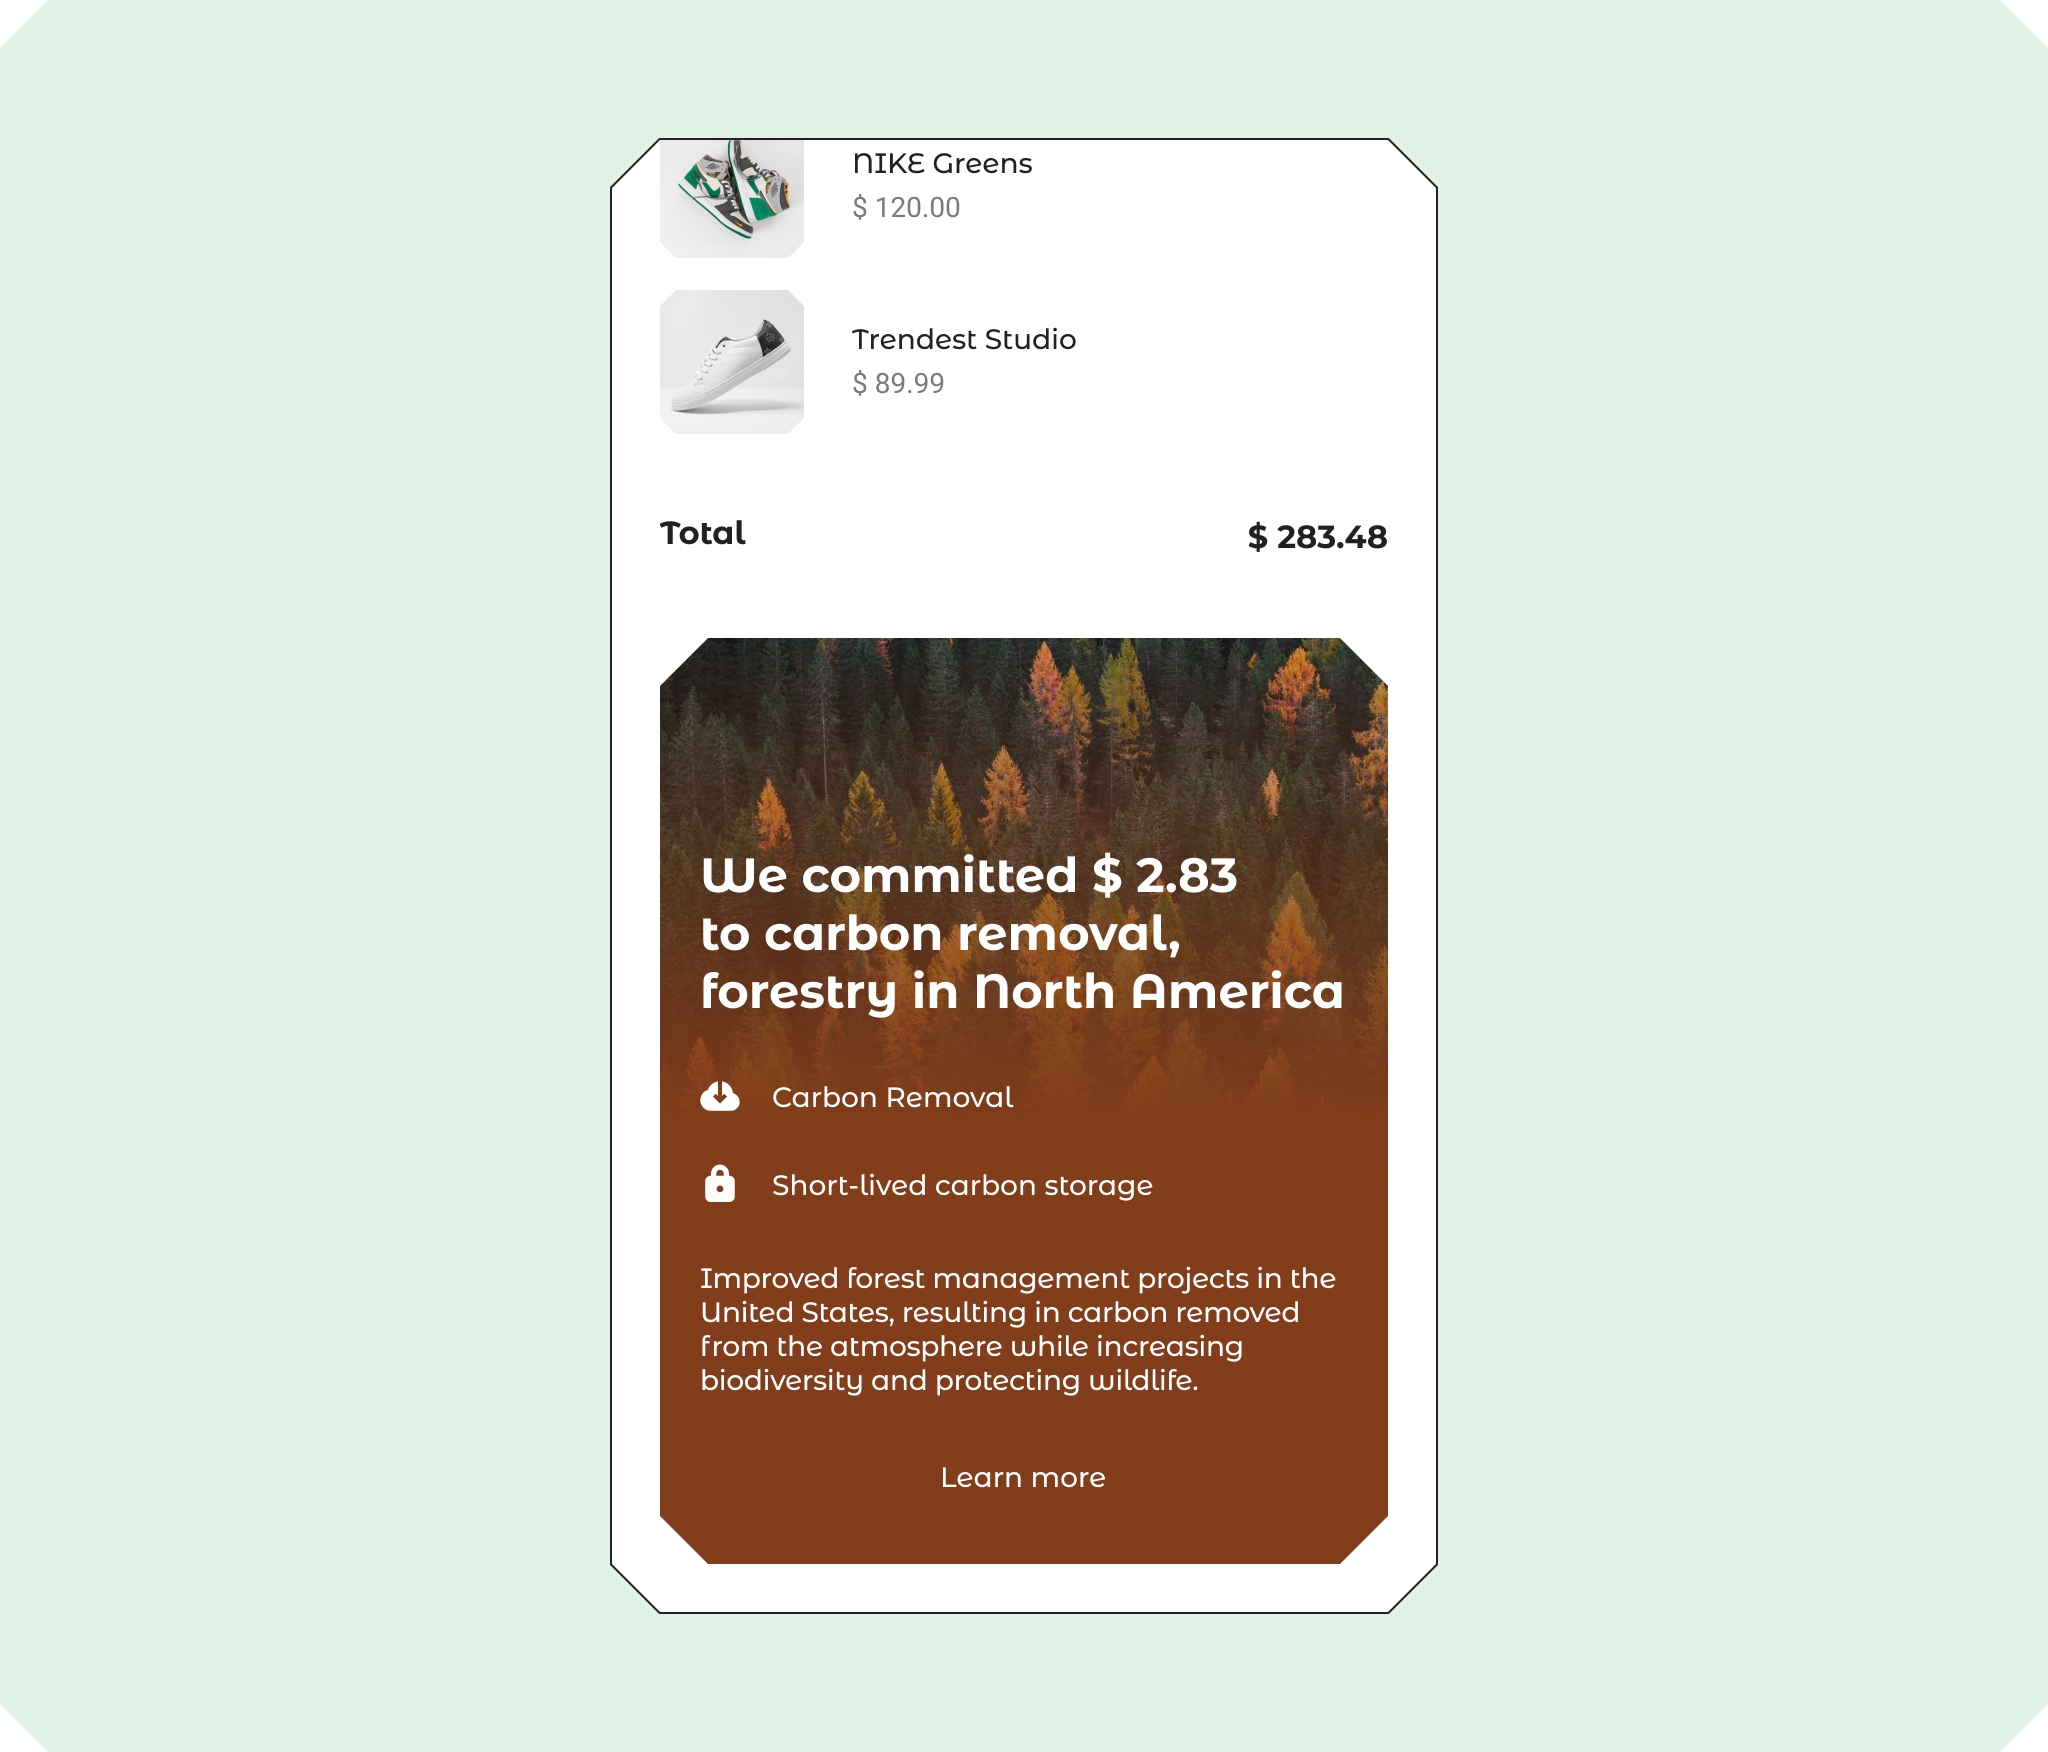 NIKE Greens
$ 120.00
Trendest Studio
$ 89.99
Total
$ 283.48
We committed $ 2.83
to carbon removal,
forestry in North America
Carbon Removal
Short-lived carbon storage
Improved forest management projects in the
United States, resulting in carbon removed
from the atmosphere while increasing
biodiversity and protecting wildlife.
Learn more